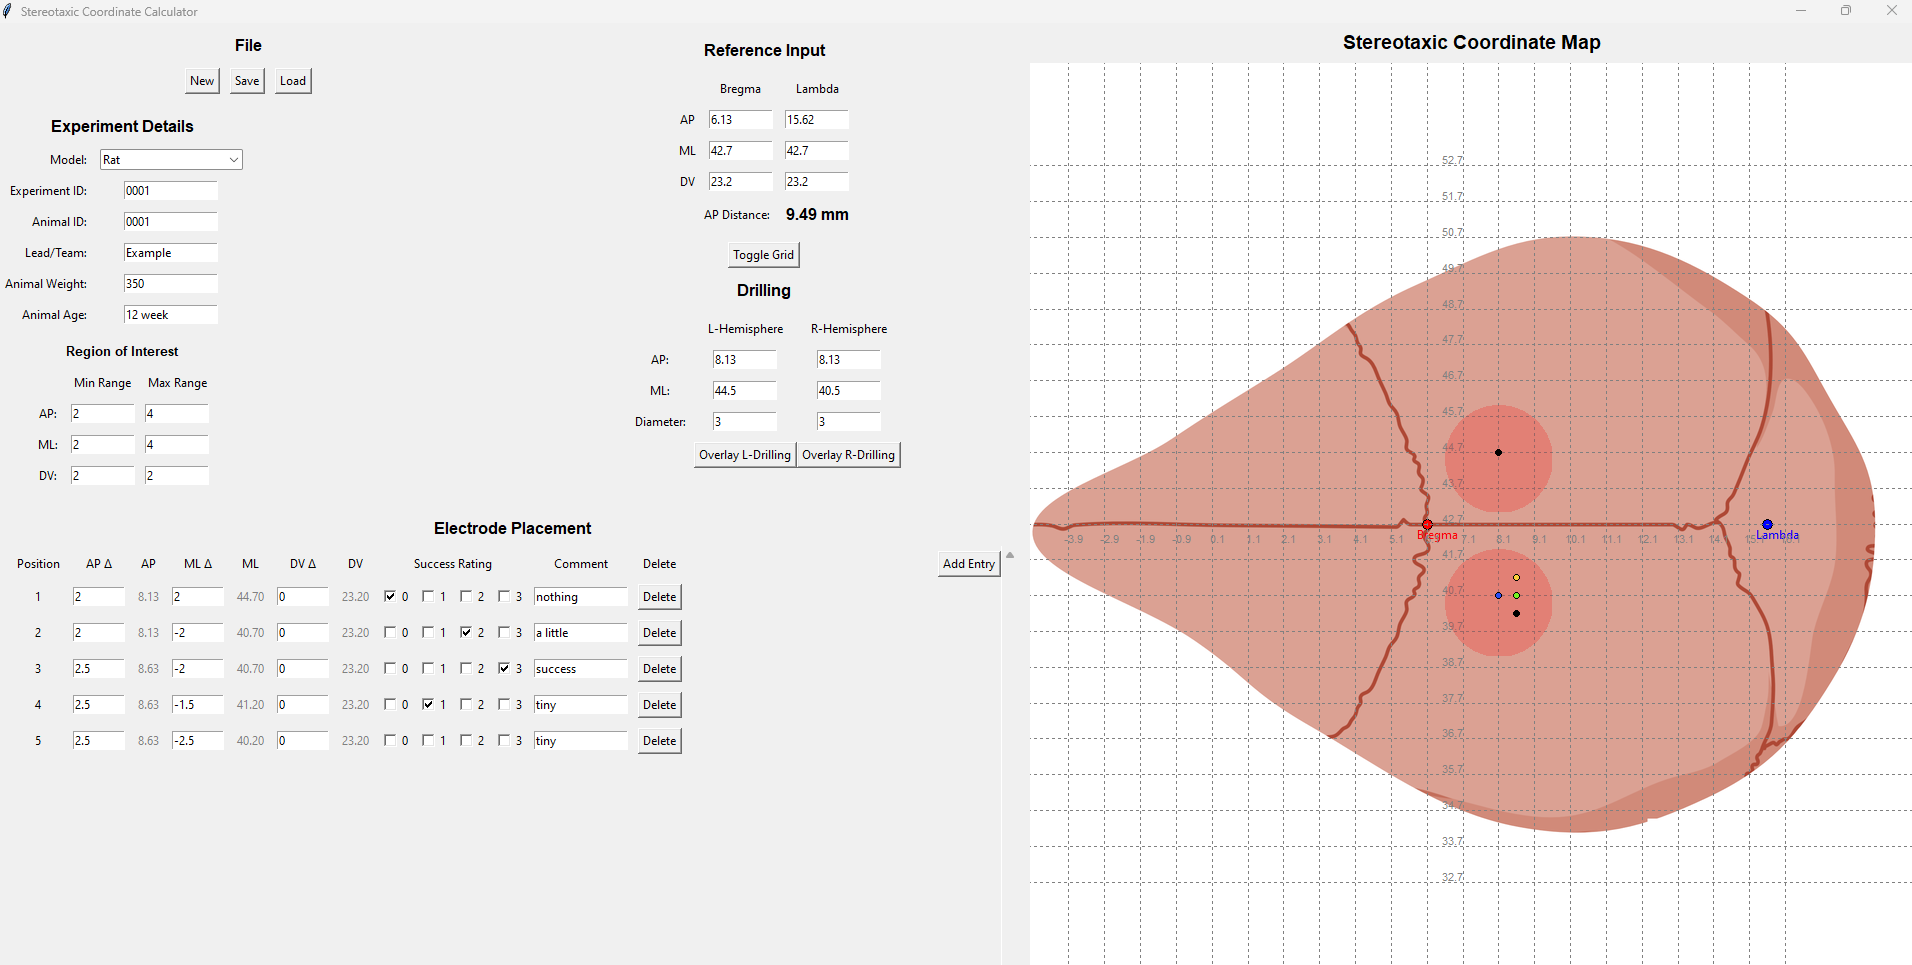 Stereotaxic Coordinate Calculator
File
New Save Load
Experiment Details
Model: Rat
Experiment ID: 0001
Animal ID: 0001
Lead/Team: Example
Animal Weight: 350
Animal Age: 12 week
Region of Interest
Min Range Max Range
AP: 2 4
ML: 2 4
DV: 2 2
Reference Input
Bregma Lambda
AP 6.13 15.62
ML 42.7 42.7
DV 23.2 23.2
AP Distance: 9.49 mm
Toggle Grid
Drilling
L-Hemisphere R-Hemisphere
AP: 8.13 8.13
ML: 44.5 40.5
Diameter: 3 3
Overlay L-Drilling Overlay R-Drilling
Electrode Placement
Position AP Δ AP ML Δ ML DV Δ DV Success Rating Comment Delete Add Entry
1 2 8.13 2 44.70 0 23.20 0 1 2 3 nothing Delete
2 2 8.13 -2 40.70 0 23.20 0 1 2 3 a little Delete
3 2.5 8.63 -2 40.70 0 23.20 0 1 2 3 success Delete
4 2.5 8.63 -1.5 41.20 0 23.20 0 1 2 3 tiny Delete
5 2.5 8.63 -2.5 40.20 0 23.20 0 1 2 3 tiny Delete
Stereotaxic Coordinate Map
52.7
51.7
50.7
49.7
48.7
47.7
46.7
45.7
44.7
43.7
42.7
Bregma Lambda
-3.9 -2.9 -1.9 -0.9 0.1 1.1 2.1 3.1 4.1 5.1 7.1 8.1 9.1 10.1 11.1 12.1 13.1 14.1
41.7
40.7
39.7
38.7
37.7
36.7
35.7
34.7
33.7
32.7